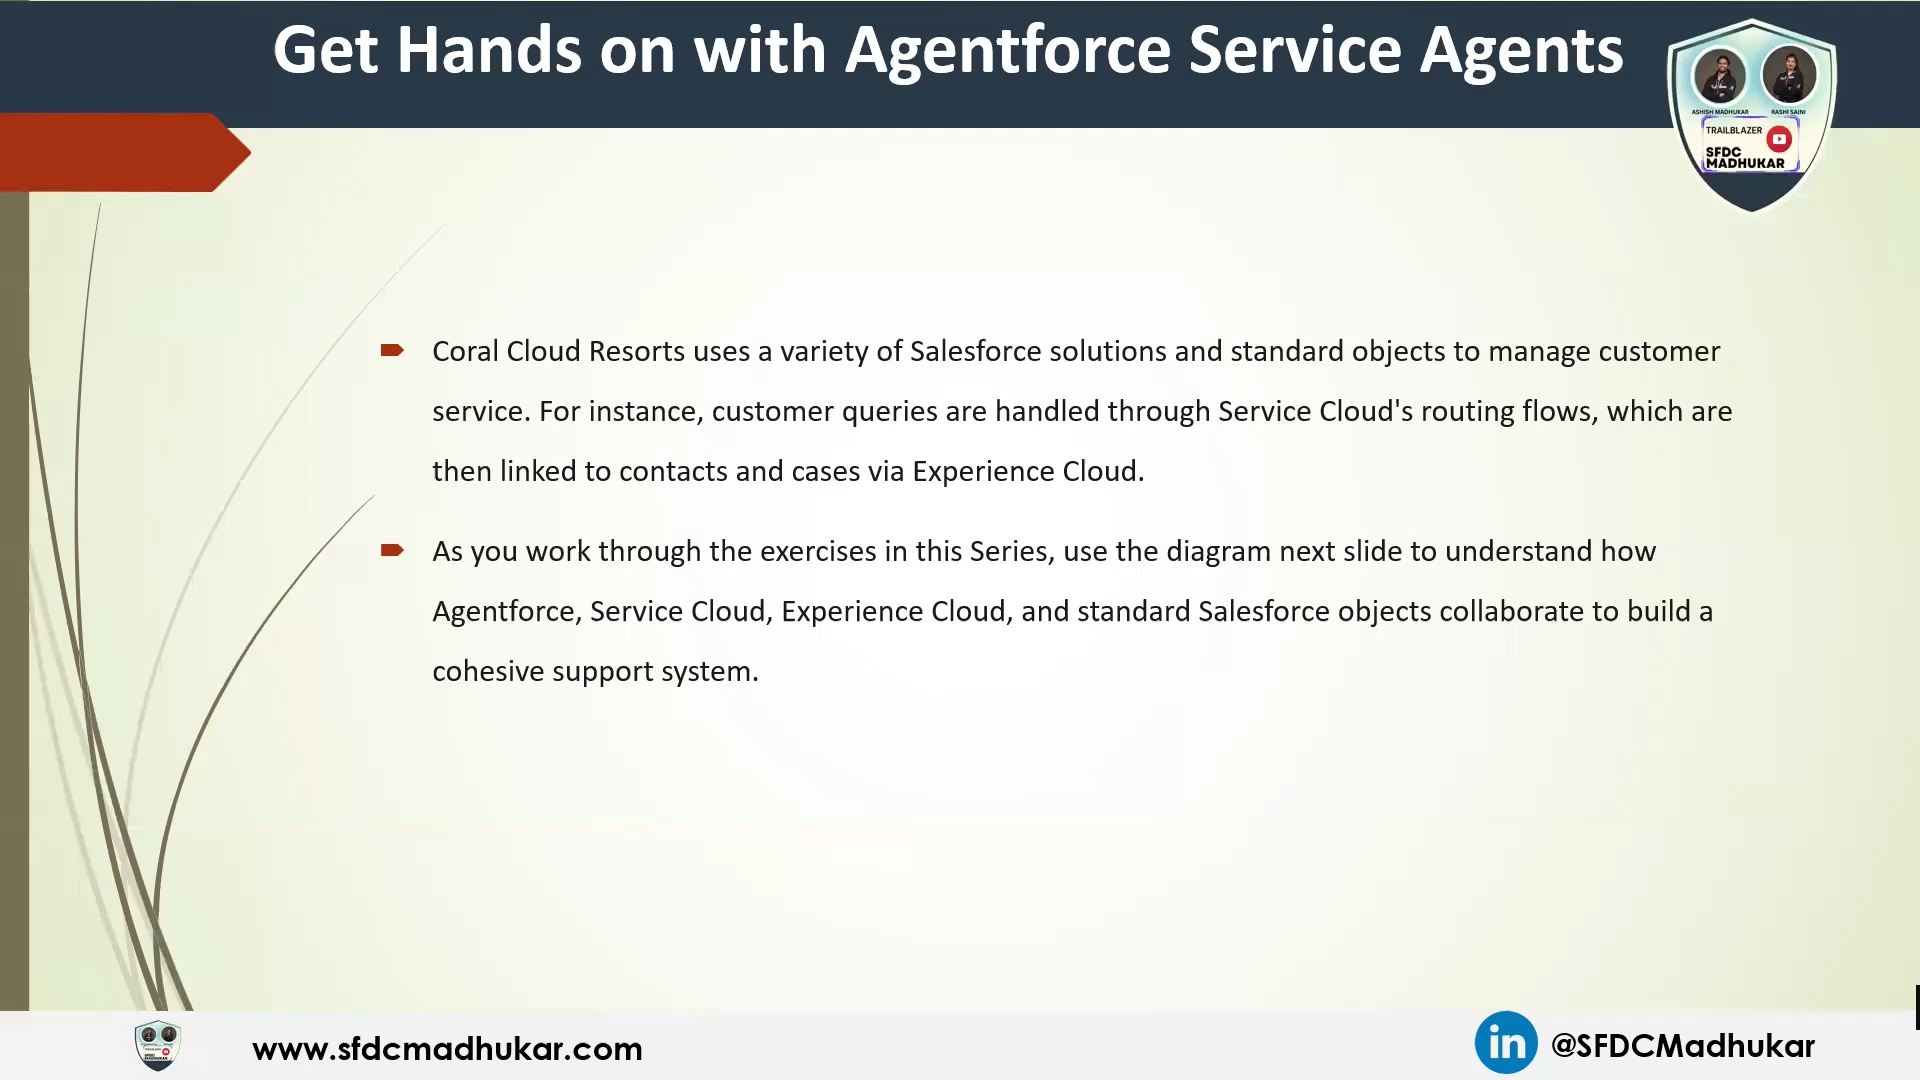 Get Hands on with Agentforce Service Agents
ASHISH MADHUKAR RASHI SAINI
TRAILBLAZER
SFDC
MADHUKAR
Coral Cloud Resorts uses a variety of Salesforce solutions and standard objects to manage customer
service. For instance, customer queries are handled through Service Cloud's routing flows, which are
then linked to contacts and cases via Experience Cloud.
As you work through the exercises in this Series, use the diagram next slide to understand how
Agentforce, Service Cloud, Experience Cloud, and standard Salesforce objects collaborate to build a
cohesive support system.
www.sfdcmadhukar.com
in @SFDCMadhukar